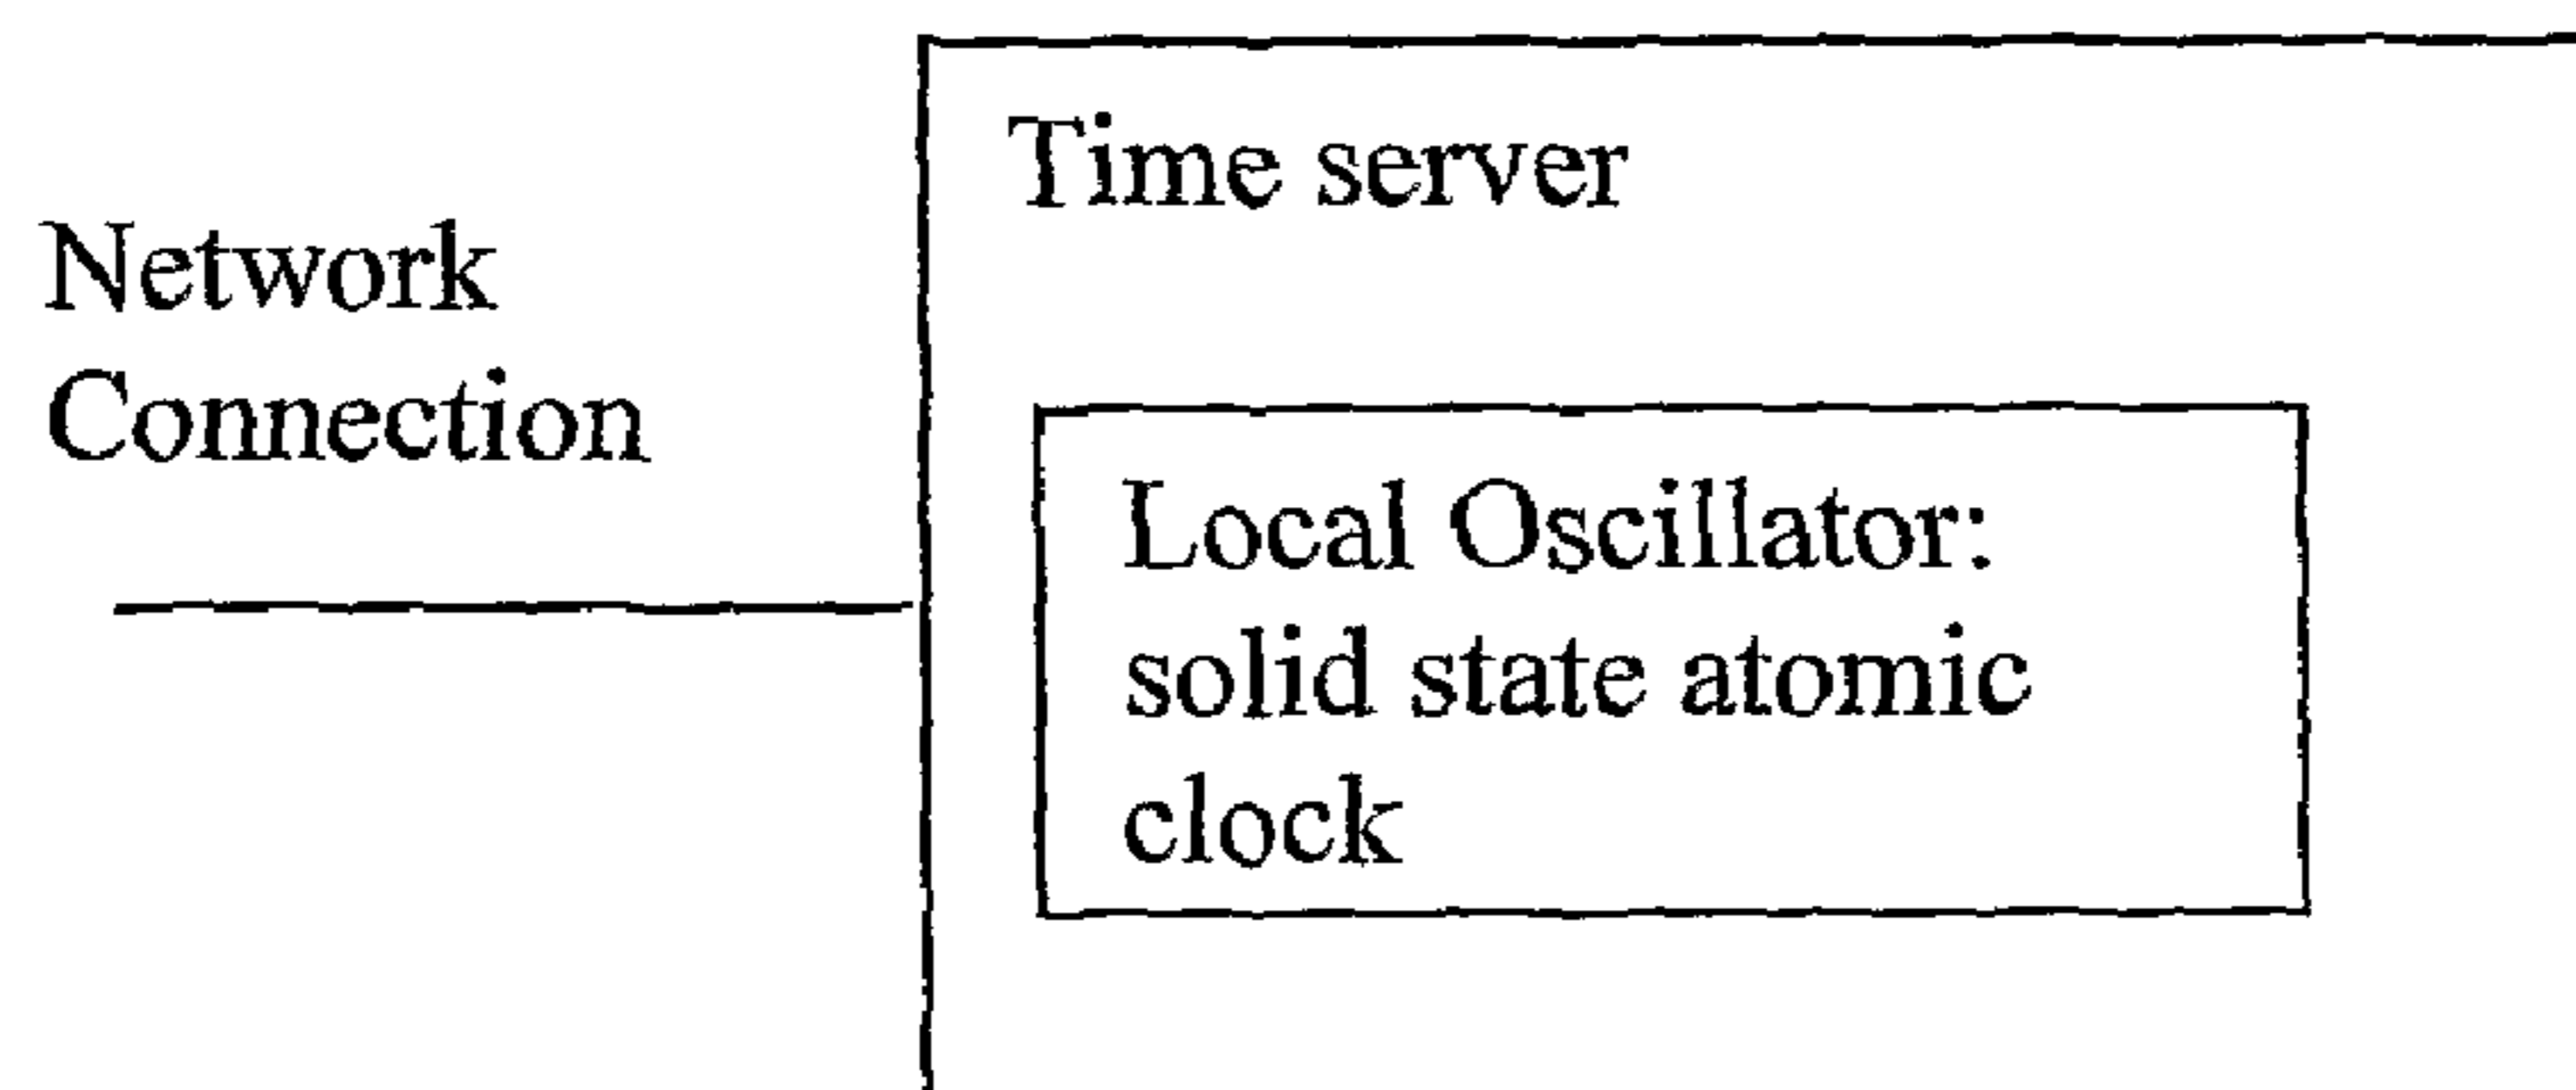 Network
Connection
Time server
Local Oscillator:
solid state atomic
clock